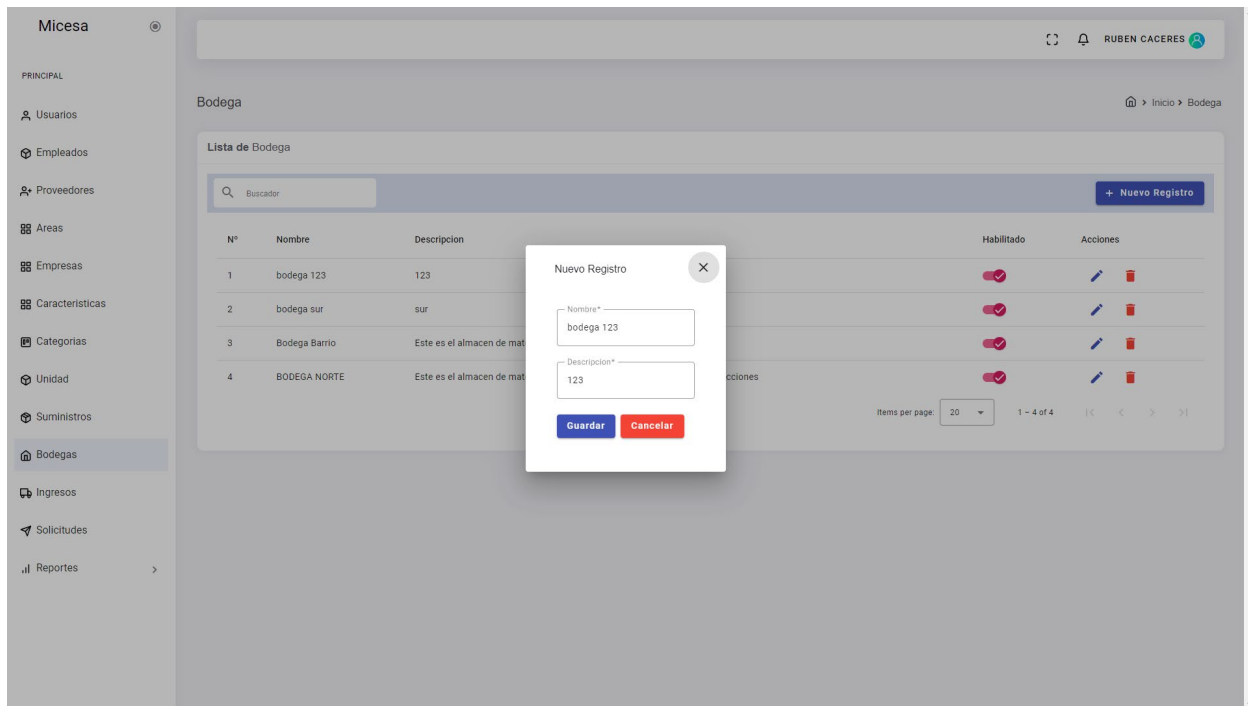 Micesa
RUBEN CACERES
PRINCIPAL
Usuarios
Empleados
Proveedores
Areas
Empresas
Caracteristicas
Categorias
Unidad
Suministros
Bodegas
Ingresos
Solicitudes
Reportes
Bodega
Inicio > Bodega
Lista de Bodega
Buscador
+ Nuevo Registro
Nº Nombre Descripcion Habilitado Acciones
1 bodega 123 123
2 bodega sur sur
3 Bodega Barrio Este es el almacen de mat
4 BODEGA NORTE Este es el almacen de mat cciones
Items per page: 20 1 – 4 of 4
Nuevo Registro
Nombre*
bodega 123
Descripcion*
123
Guardar Cancelar